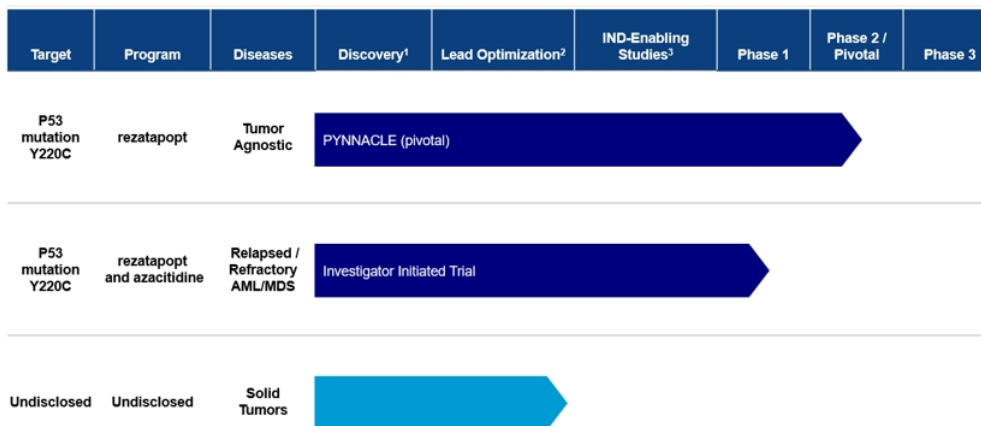 Target Program Diseases Discovery¹ Lead Optimization² IND-Enabling Studies³ Phase 1 Phase 2 / Pivotal Phase 3
P53
mutation
Y220C
rezatapopt
Tumor
Agnostic
PYNNACLE (pivotal)
P53
mutation
Y220C
rezatapopt
and azacitidine
Relapsed /
Refractory
AML/MDS
Investigator Initiated Trial
Undisclosed
Undisclosed
Solid
Tumors